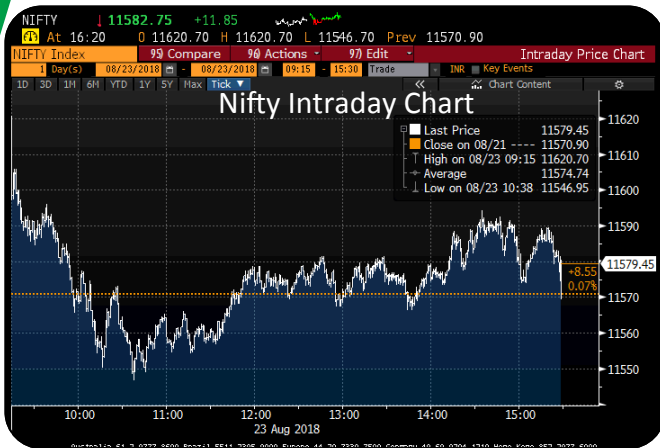 NIFTY ↓ 11582.75 +11.85
At 16:20 O 11620.70 H 11620.70 L 11546.70 Prev 11570.90
NIFTY Index 95) Compare 96) Actions 97) Edit Intraday Price Chart
1 Day(s) 08/23/2018 - 08/23/2018 09:15 - 15:30 Trade INR Key Events
1D 3D 1M 6M YTD 1Y 5Y Max Tick ▼ « Chart Content
Nifty Intraday Chart
Last Price 11579.45
Close on 08/21 ---- 11570.90
High on 08/23 09:15 11620.70
Average 11574.74
Low on 08/23 10:38 11546.95
11620
11610
11600
11590
11579.45
+8.55
0.07%
11570
11560
11550
10:00 11:00 12:00 13:00 14:00 15:00
23 Aug 2018